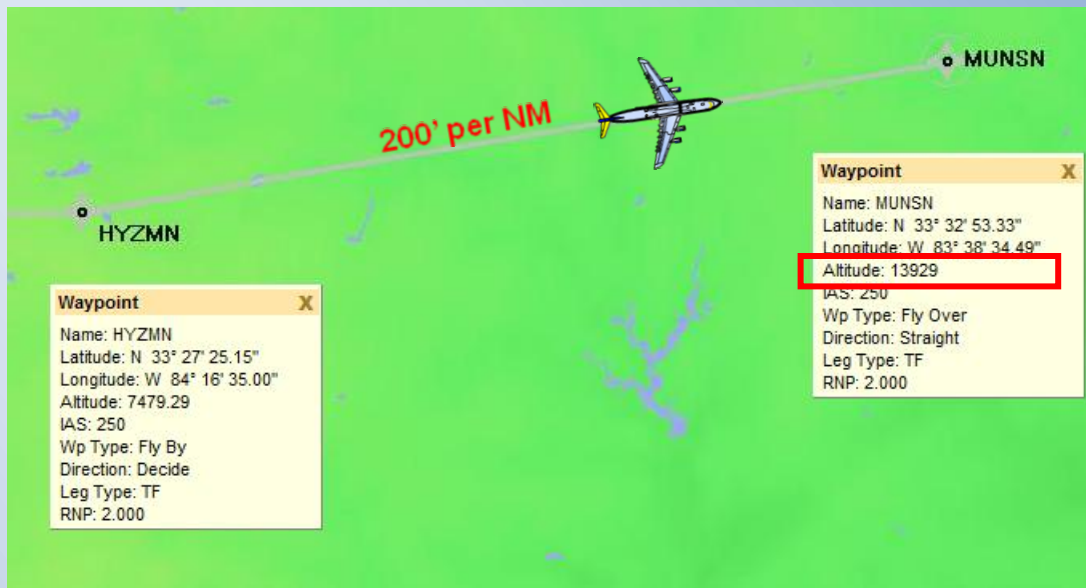 MUNSN
200' per NM
HYZMN
Waypoint X
Name: MUNSN
Latitude: N 33° 32' 53.33"
Longitude: W 83° 38' 34.49"
Altitude: 13929
IAS: 250
Wp Type: Fly Over
Direction: Straight
Leg Type: TF
RNP: 2.000
Waypoint X
Name: HYZMN
Latitude: N 33° 27' 25.15"
Longitude: W 84° 16' 35.00"
Altitude: 7479.29
IAS: 250
Wp Type: Fly By
Direction: Decide
Leg Type: TF
RNP: 2.000